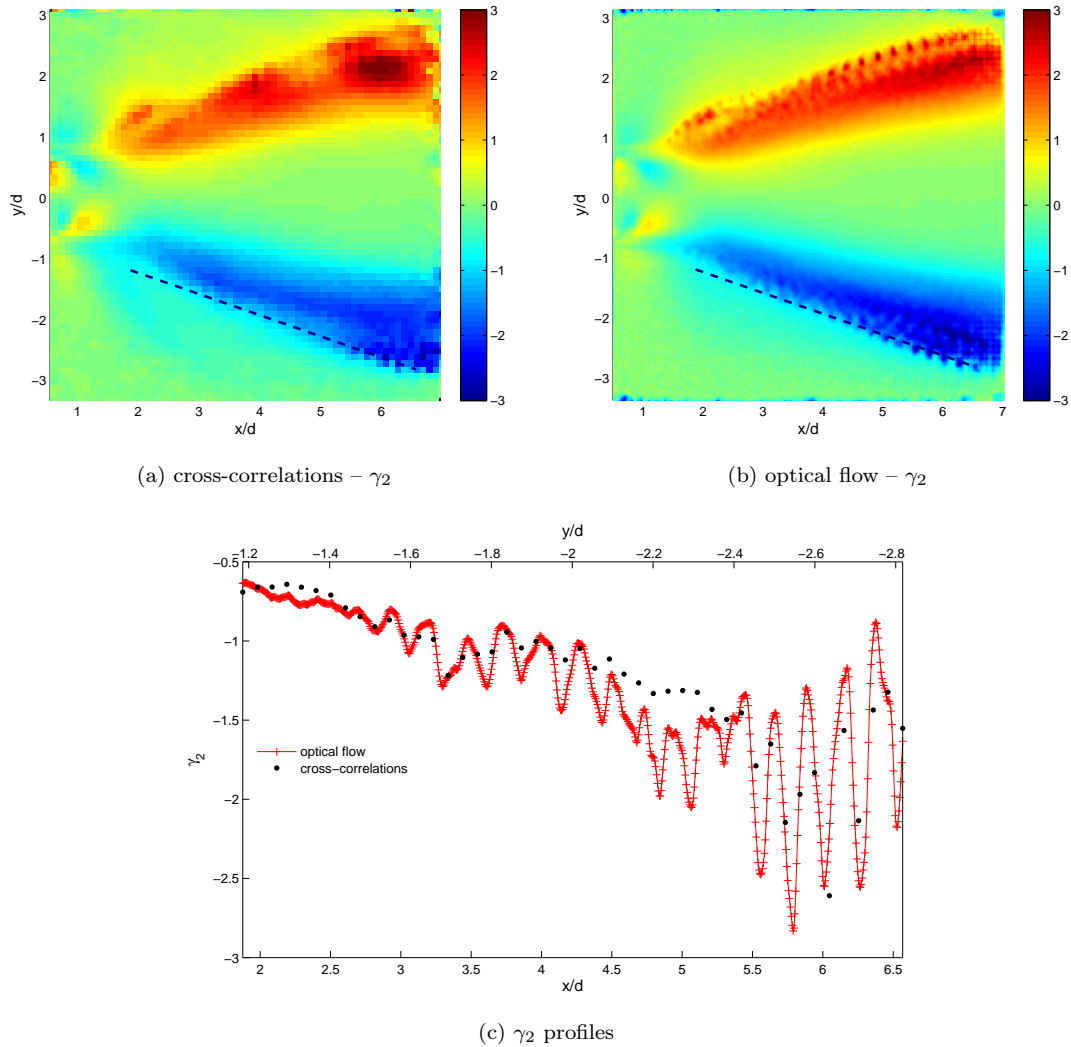 3
2
1
0
−1
−2
−3
y/d
1 2 3 4 5 6
x/d
3
2
1
0
−1
−2
−3
(a) cross-correlations – γ2
3
2
1
0
−1
−2
−3
y/d
1 2 3 4 5 6 7
x/d
3
2
1
0
−1
−2
−3
(b) optical flow – γ2
y/d
−1.2 −1.4 −1.6 −1.8 −2 −2.2 −2.4 −2.6 −2.8
−0.5
−1
−1.5
−2
−2.5
−3
γ2
optical flow
cross−correlations
2 2.5 3 3.5 4 4.5 5 5.5 6 6.5
x/d
(c) γ2 profiles